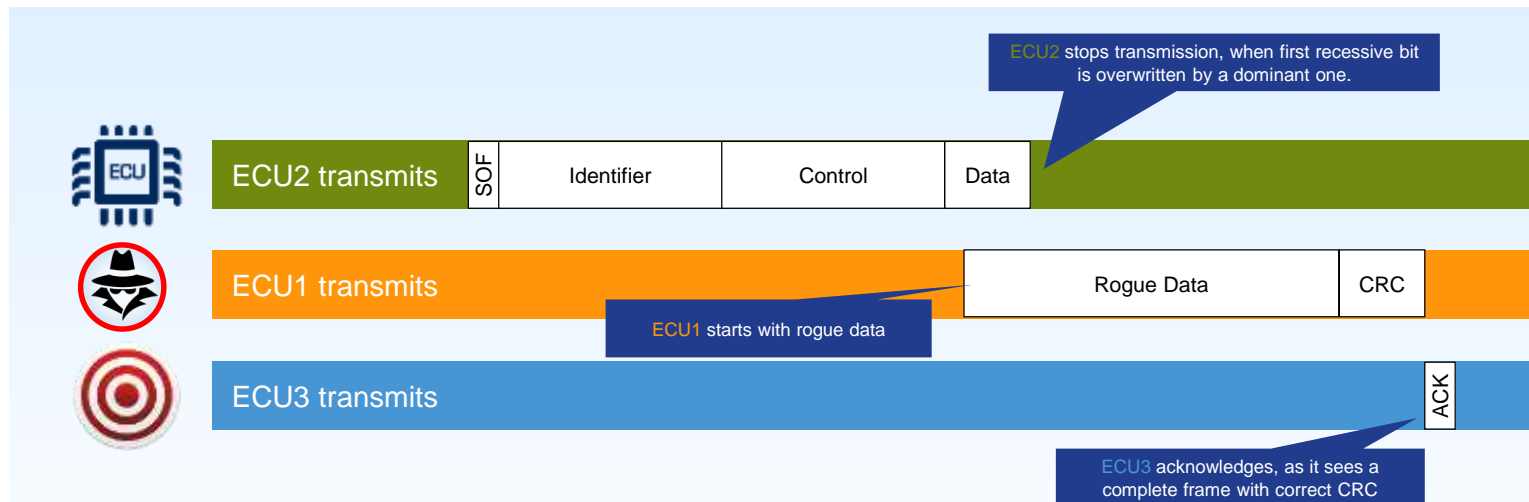 ECU2 stops transmission, when first recessive bit
is overwritten by a dominant one.
ECU
ECU2 transmits
SOF
Identifier
Control
Data
ECU1 transmits
Rogue Data
CRC
ECU1 starts with rogue data
ECU3 transmits
ACK
ECU3 acknowledges, as it sees a
complete frame with correct CRC